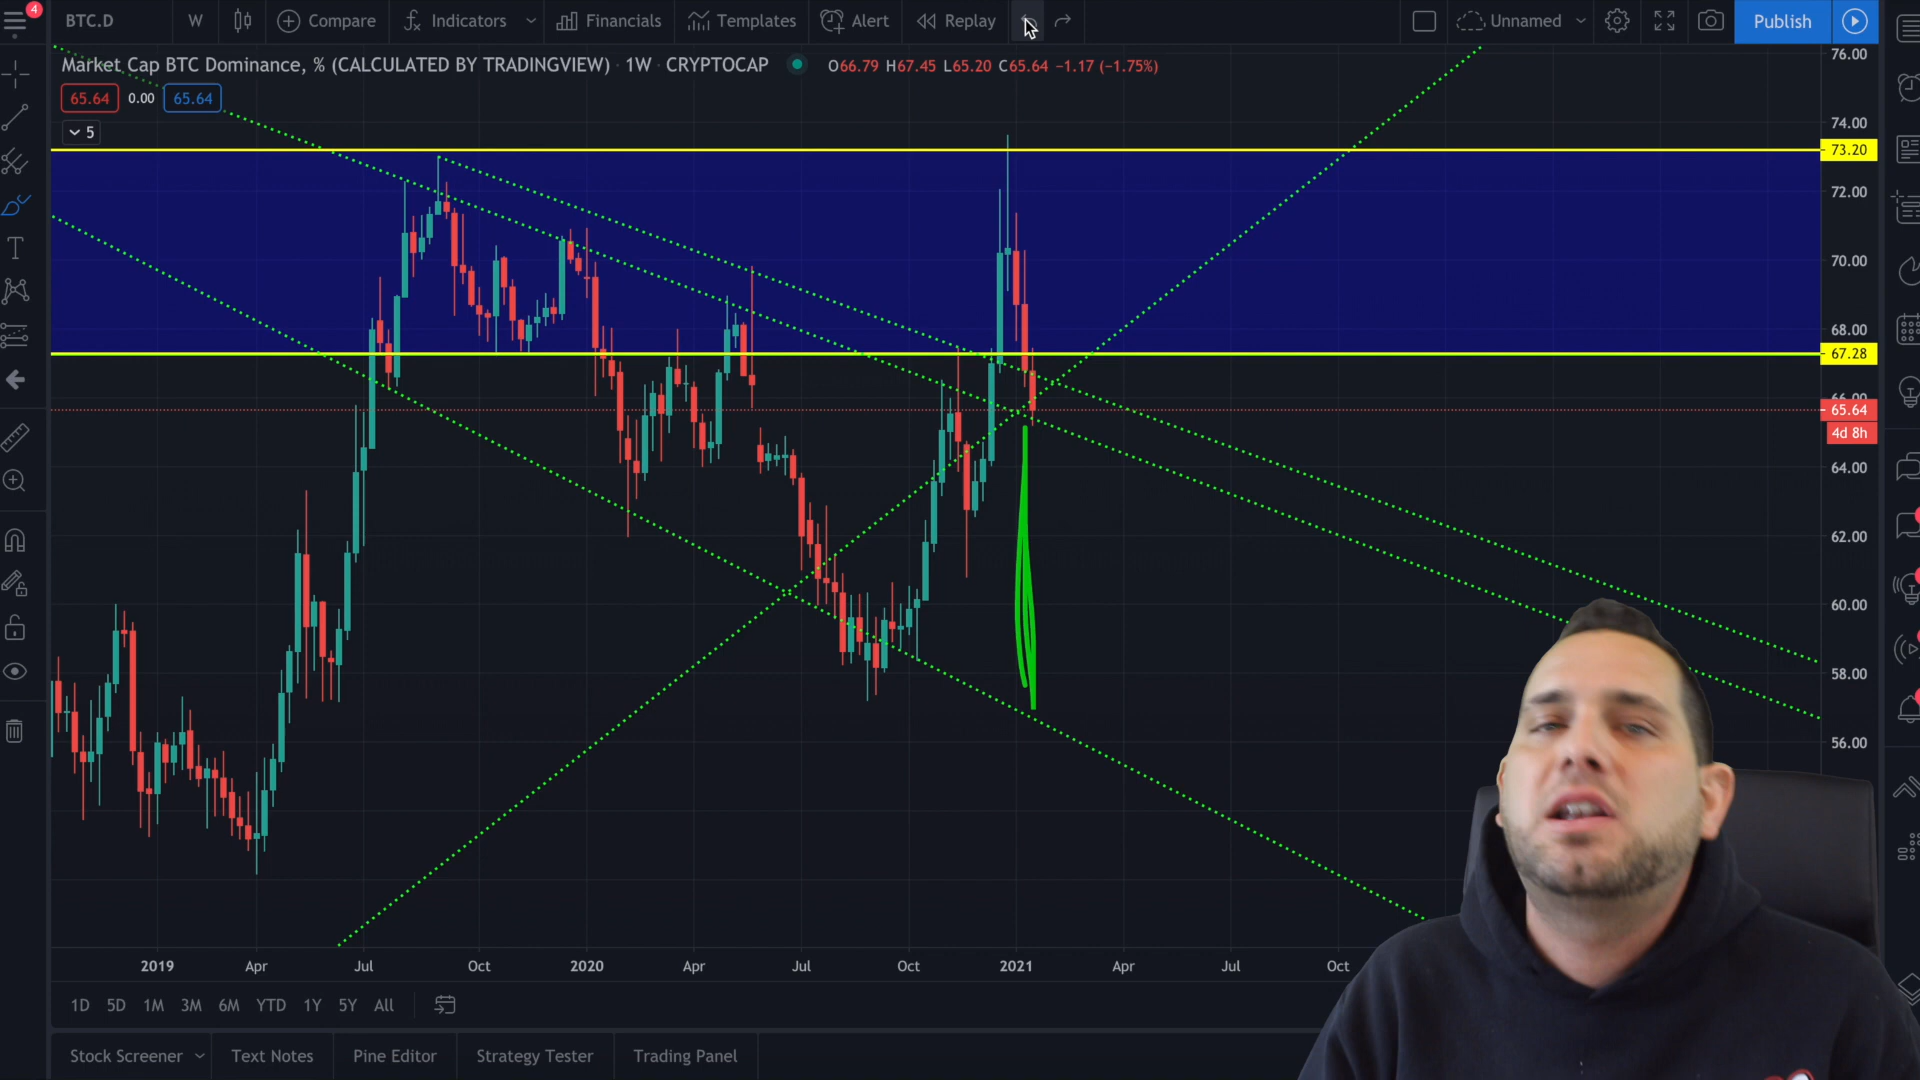 4
BTC.D W Compare Indicators Financials Templates Alert Replay Unnamed Publish
Market Cap BTC Dominance, % (CALCULATED BY TRADINGVIEW) · 1W · CRYPTOCAP O66.79 H67.45 L65.20 C65.64 −1.17 (−1.75%)
65.64 0.00 65.64
5
76.00
74.00
73.20
72.00
70.00
68.00
67.28
66.00
65.64
4d 8h
64.00
62.00
60.00
58.00
56.00
2019 Apr Jul Oct 2020 Apr Jul Oct 2021 Apr Jul Oct
1D 5D 1M 3M 6M YTD 1Y 5Y All
Stock Screener Text Notes Pine Editor Strategy Tester Trading Panel